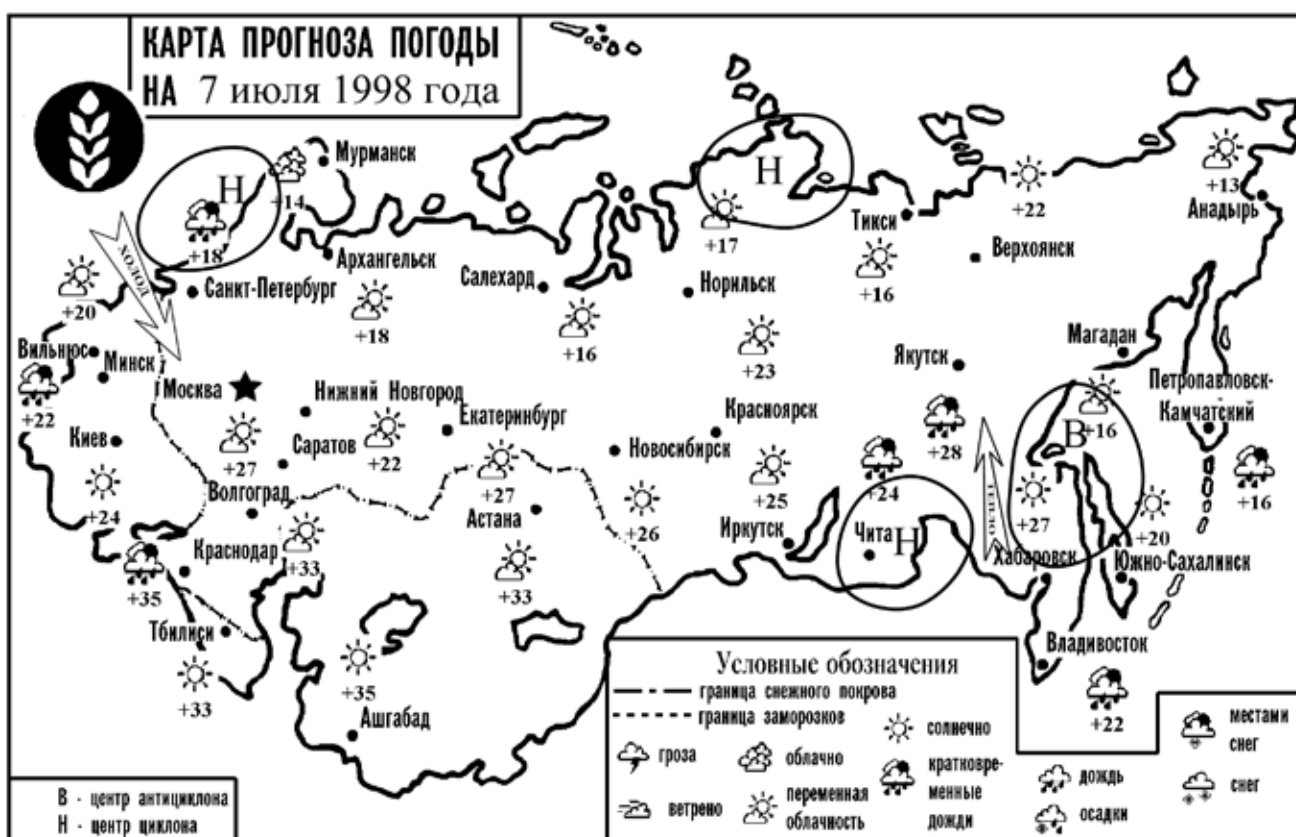 КАРТА ПРОГНОЗА ПОГОДЫ
НА 7 июля 1998 года
Мурманск
Н
+14
+18
ХОЛОД
Архангельск
Санкт-Петербург
+20
+18
Салехард
+16
Н
+17
Норильск
+23
Тикси
+16
+22
Верхоянск
+13
Анадырь
Вильнюс
Минск
+22
Москва
+27
Нижний Новгород
+22
Екатеринбург
Киев
+24
Саратов
Волгоград
+27
Астана
Новосибирск
+26
Красноярск
+25
Якутск
+28
+24
Магадан
+16
В
Петропавловск-
Камчатский
+16
Краснодар
+35
+33
+33
Иркутск
Чита
Н
ТЕПЛО
+27
Хабаровск
+20
Южно-Сахалинск
Тбилиси
+33
+35
Ашгабад
Владивосток
+22
Условные обозначения
граница снежного покрова
граница заморозков
гроза
облачно
солнечно
ветрено
переменная
облачность
кратковре-
менные
дожди
дождь
осадки
местами
снег
снег
В - центр антициклона
Н - центр циклона